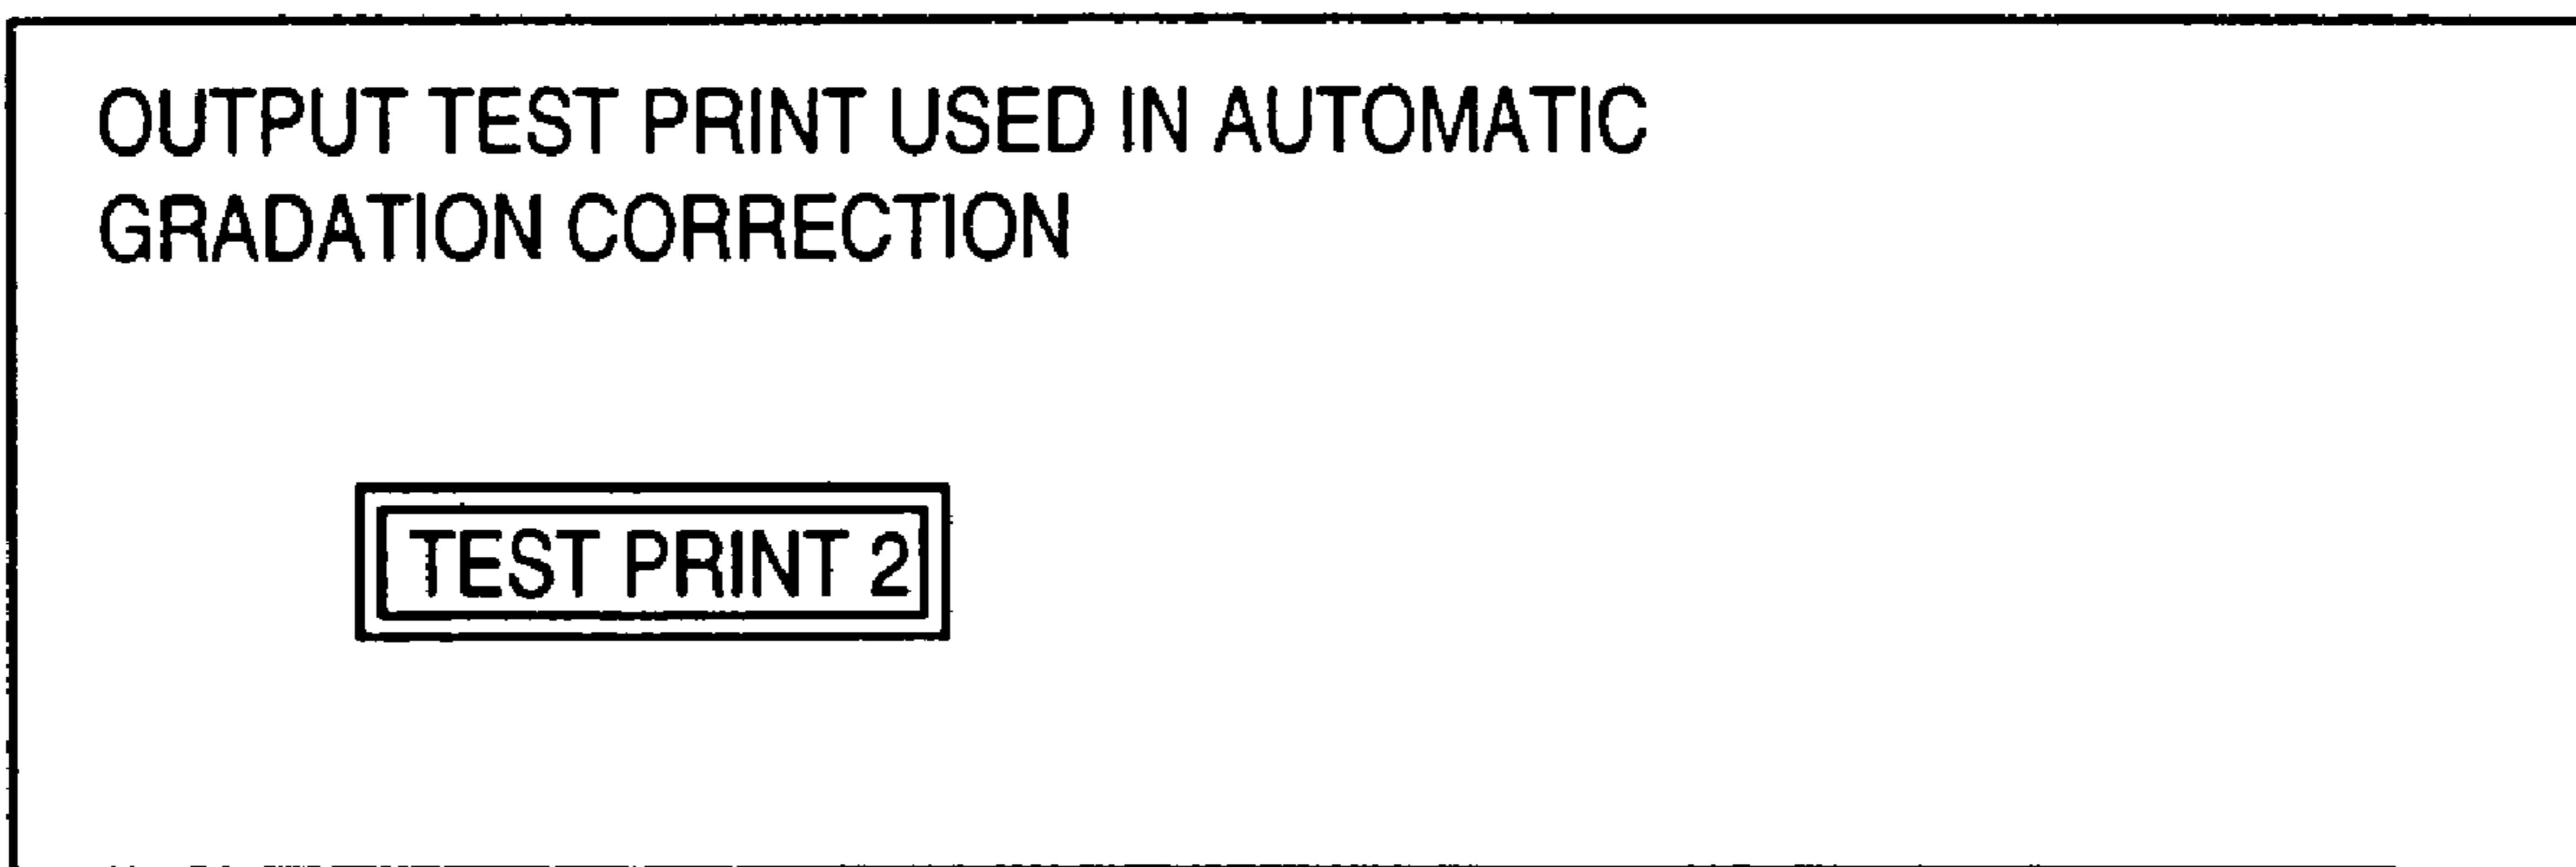 OUTPUT TEST PRINT USED IN AUTOMATIC
GRADATION CORRECTION
TEST PRINT 2